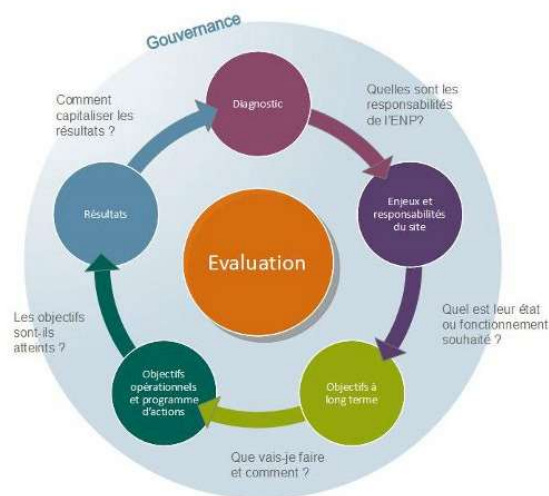 Gouvernance
Diagnostic
Quelles sont les
responsabilités
de l'ENP?
Enjeux et
responsabilités
du site
Quel est leur état
ou fonctionnement
souhaité ?
Objectifs à
long terme
Que vais-je faire
et comment ?
Objectifs
opérationnels
et programme
d'actions
Les objectifs
sont-ils
atteints ?
Résultats
Comment
capitaliser les
résultats ?
Evaluation